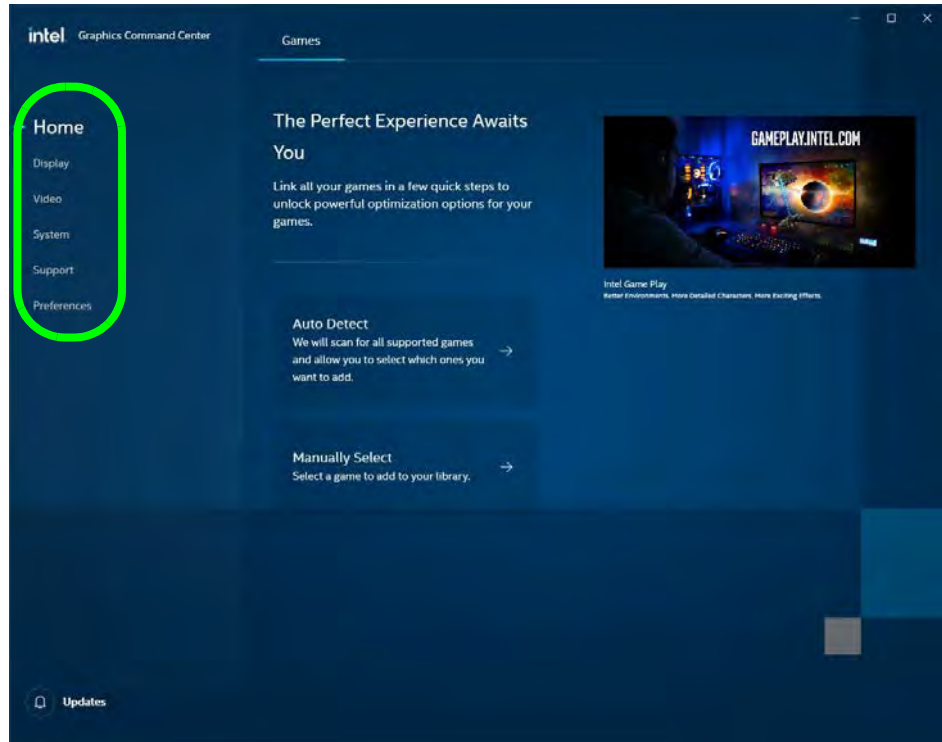 intel Graphics Command Center
Games
Home
Display
Video
System
Support
Preferences
The Perfect Experience Awaits
You
Link all your games in a few quick steps to
unlock powerful optimization options for your
games.
GAMEPLAY.INTEL.COM
Intel Game Play
Better Environments. More Detailed Characters. More Exciting Effects.
Auto Detect
We will scan for all supported games
and allow you to select which ones you
want to add.
Manually Select
Select a game to add to your library.
Updates